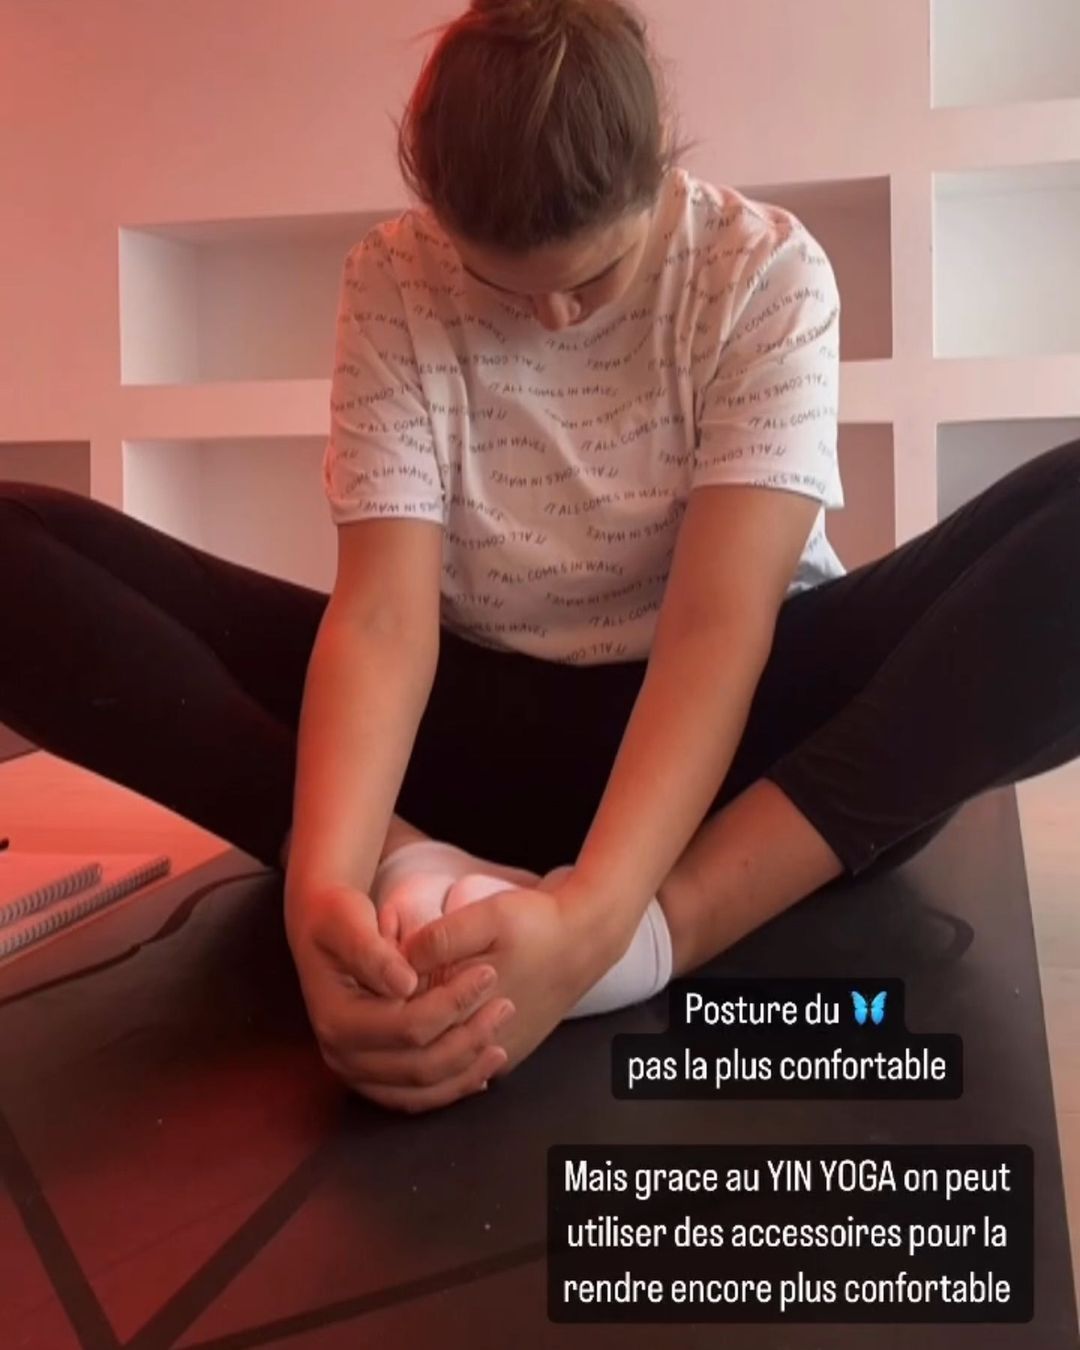 IT ALL COMES IN WAVES
Posture du 🦋
pas la plus confortable
Mais grace au YIN YOGA on peut
utiliser des accessoires pour la
rendre encore plus confortable